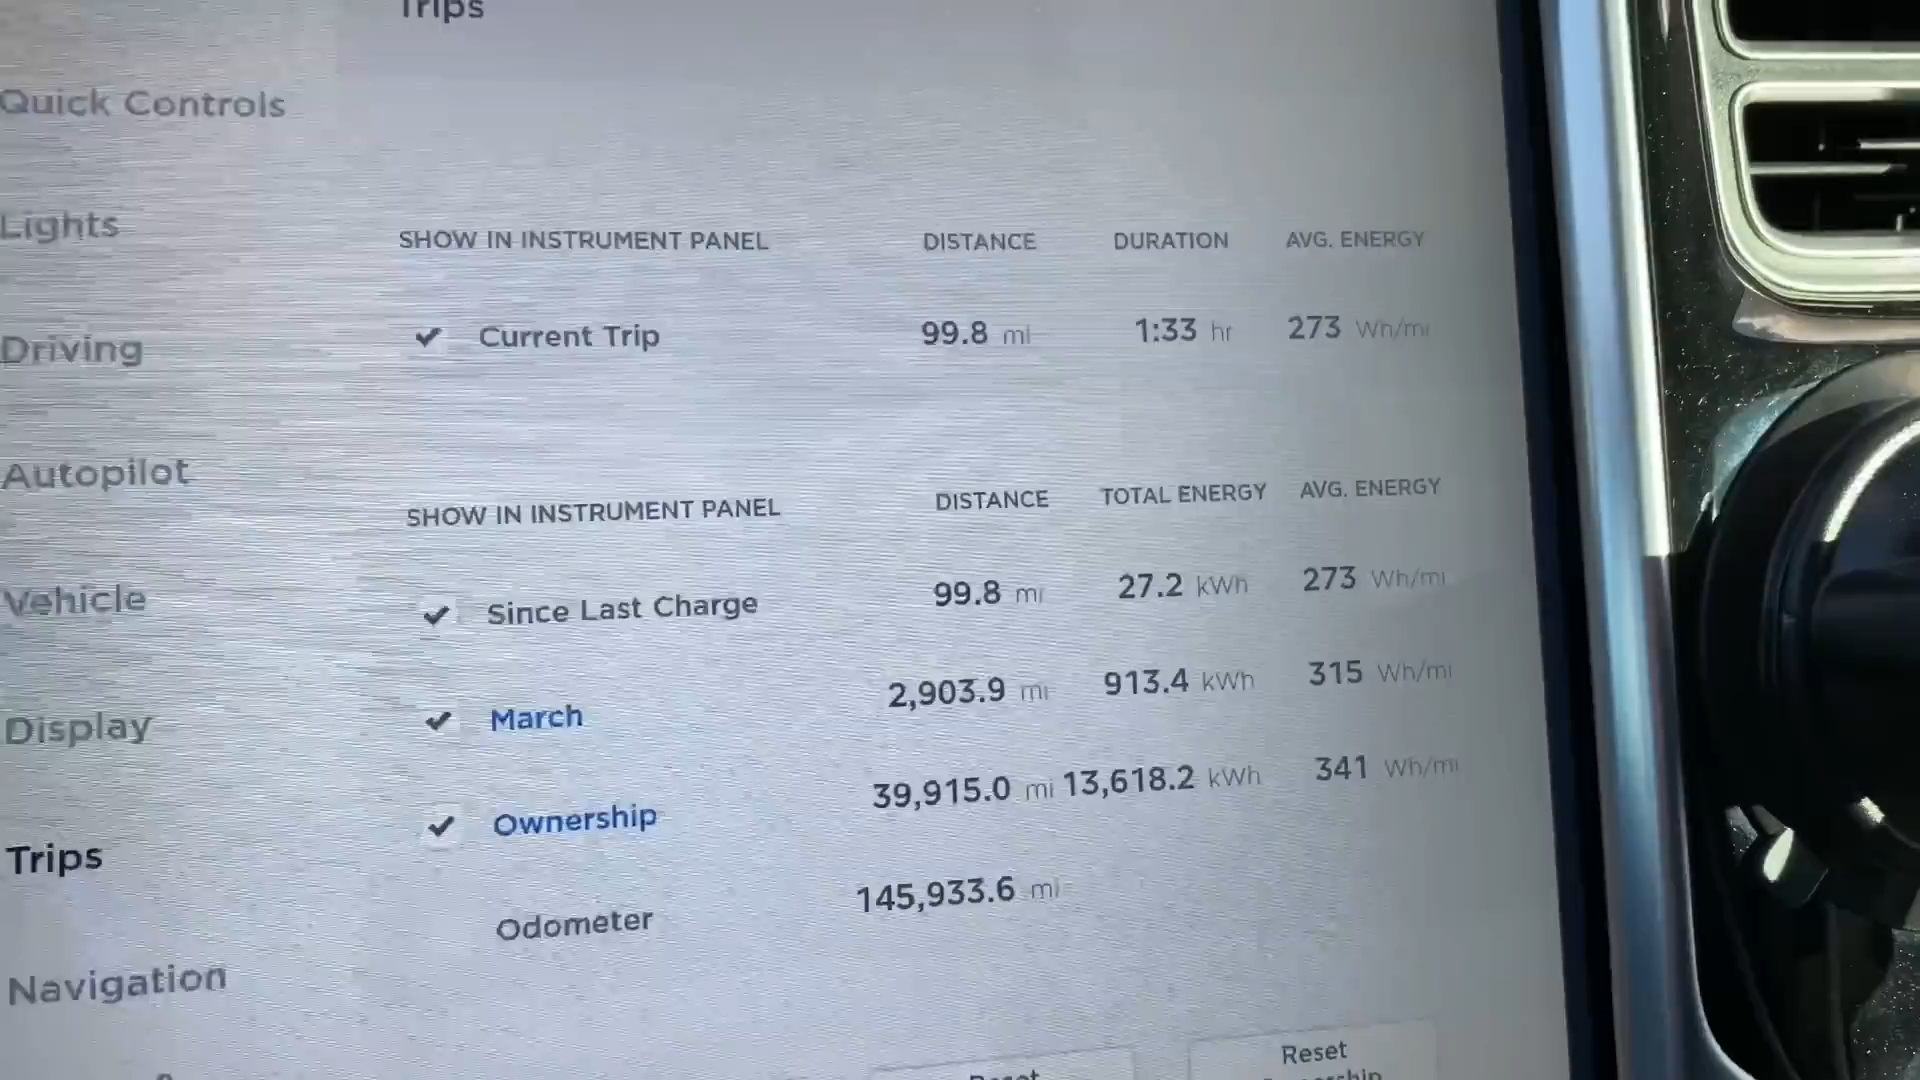 Trips
Quick Controls
Lights
Driving
Autopilot
Vehicle
Display
Trips
Navigation
SHOW IN INSTRUMENT PANEL DISTANCE DURATION AVG. ENERGY
Current Trip 99.8 mi 1:33 hr 273 Wh/mi
SHOW IN INSTRUMENT PANEL DISTANCE TOTAL ENERGY AVG. ENERGY
Since Last Charge 99.8 mi 27.2 kWh 273 Wh/mi
March 2,903.9 mi 913.4 kWh 315 Wh/mi
Ownership 39,915.0 mi 13,618.2 kWh 341 Wh/mi
Odometer 145,933.6 mi
Reset
Reset